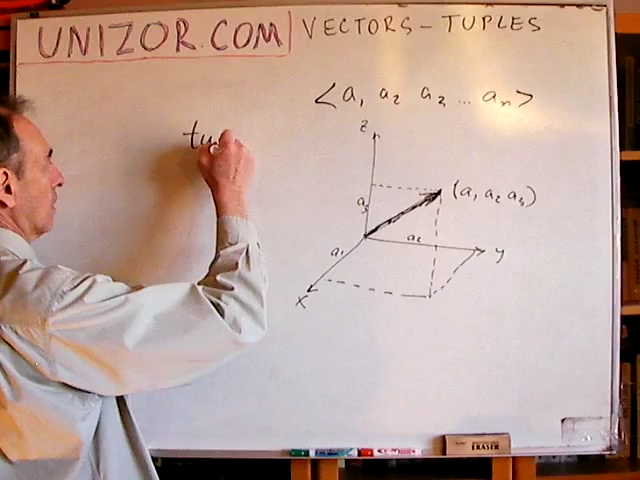 UNIZOR.COM VECTORS - TUPLES
<a₁ a₂ a₃ ... aₙ>
z
tu
(a₁ a₂ a₃)
a₃
a₂
a₁
y
x
ERASER